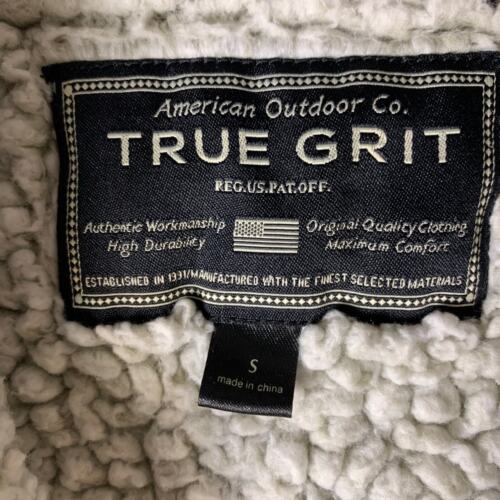 American Outdoor Co.
TRUE GRIT
REG.US.PAT.OFF.
Authentic Workmanship
High Durability
Original Quality Clothing
Maximum Comfort
ESTABLISHED IN 1991/MANUFACTURED WITH THE FINEST SELECTED MATERIALS
S
made in china